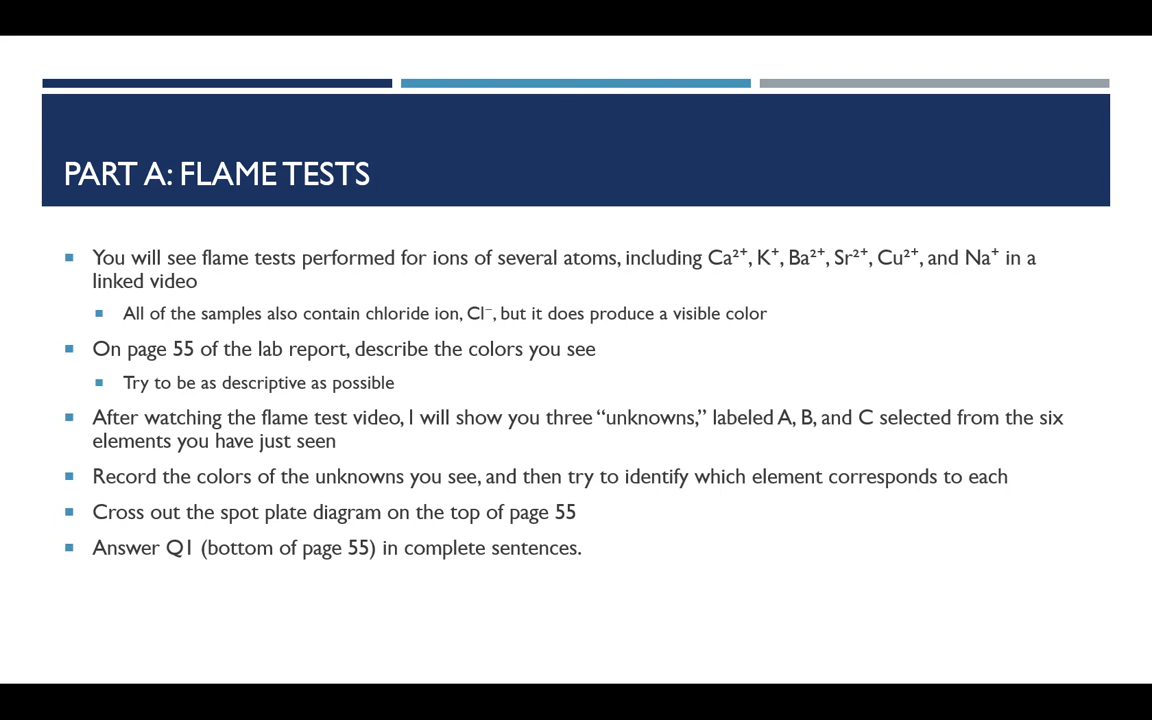 PART A: FLAME TESTS
▪ You will see flame tests performed for ions of several atoms, including Ca²⁺, K⁺, Ba²⁺, Sr²⁺, Cu²⁺, and Na⁺ in a
linked video
▪ All of the samples also contain chloride ion, Cl⁻, but it does produce a visible color
▪ On page 55 of the lab report, describe the colors you see
▪ Try to be as descriptive as possible
▪ After watching the flame test video, I will show you three “unknowns,” labeled A, B, and C selected from the six
elements you have just seen
▪ Record the colors of the unknowns you see, and then try to identify which element corresponds to each
▪ Cross out the spot plate diagram on the top of page 55
▪ Answer Q1 (bottom of page 55) in complete sentences.